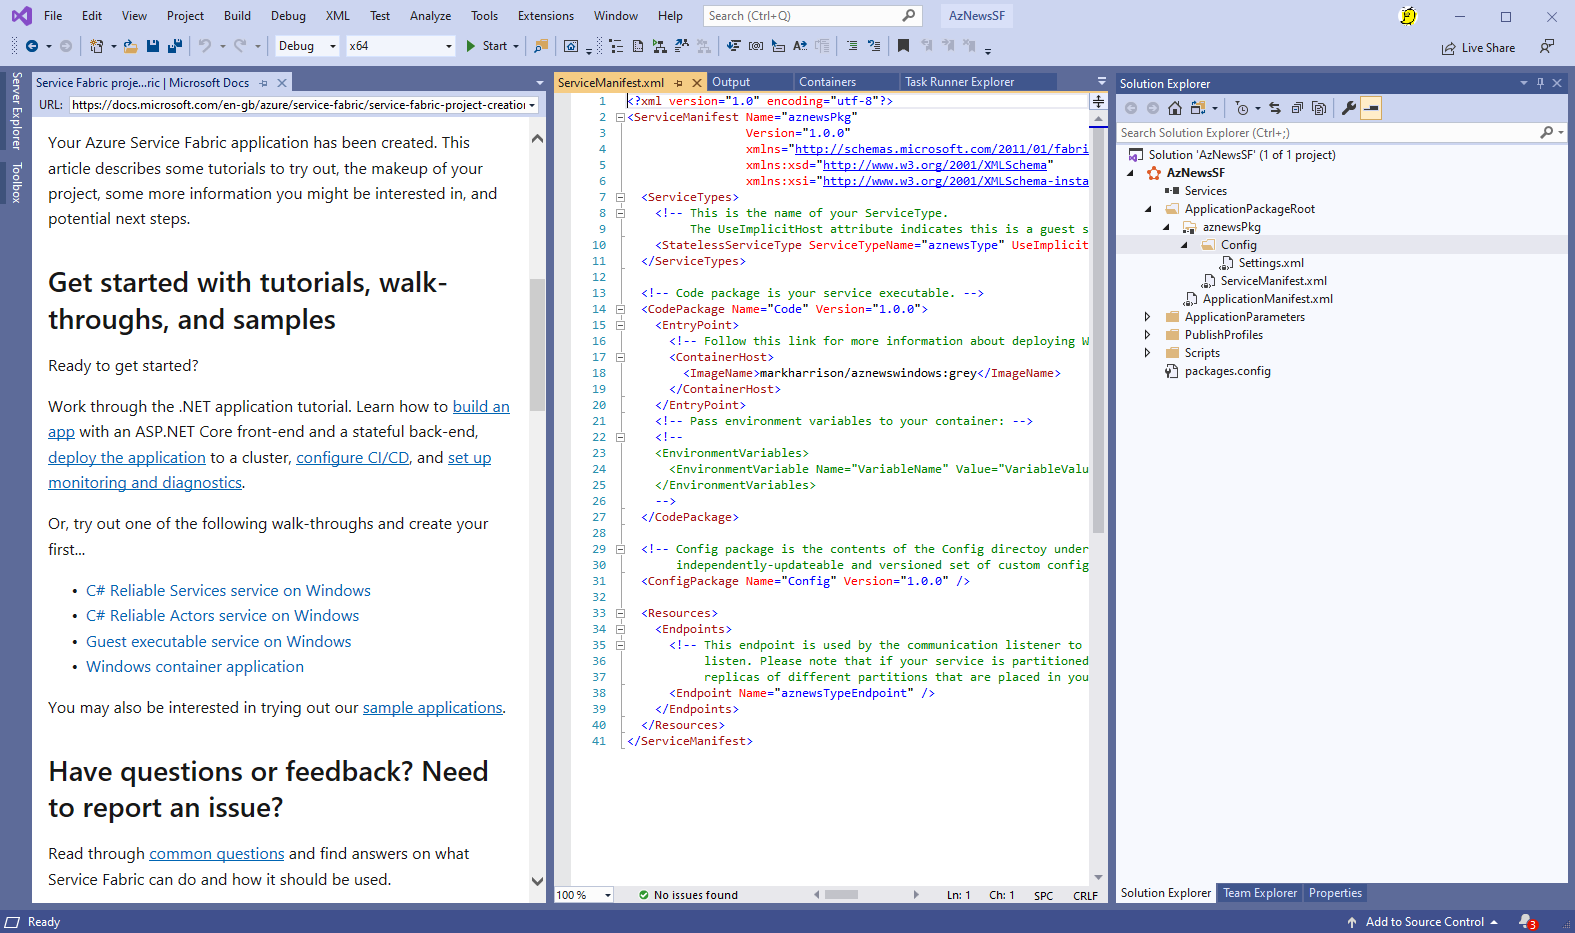 File Edit View Project Build Debug XML Test Analyze Tools Extensions Window Help Search (Ctrl+Q) AzNewsSF
Debug x64 Start Live Share
Server Explorer
Toolbox
Service Fabric proje...ric | Microsoft Docs
URL: https://docs.microsoft.com/en-gb/azure/service-fabric/service-fabric-project-creation
Your Azure Service Fabric application has been created. This
article describes some tutorials to try out, the makeup of your
project, some more information you might be interested in, and
potential next steps.
Get started with tutorials, walk-
throughs, and samples
Ready to get started?
Work through the .NET application tutorial. Learn how to build an
app with an ASP.NET Core front-end and a stateful back-end,
deploy the application to a cluster, configure CI/CD, and set up
monitoring and diagnostics.
Or, try out one of the following walk-throughs and create your
first...
• C# Reliable Services service on Windows
• C# Reliable Actors service on Windows
• Guest executable service on Windows
• Windows container application
You may also be interested in trying out our sample applications.
Have questions or feedback? Need
to report an issue?
Read through common questions and find answers on what
Service Fabric can do and how it should be used.
ServiceManifest.xml Output Containers Task Runner Explorer
1 <?xml version="1.0" encoding="utf-8"?>
2 <ServiceManifest Name="aznewsPkg"
3 Version="1.0.0"
4 xmlns="http://schemas.microsoft.com/2011/01/fabri
5 xmlns:xsd="http://www.w3.org/2001/XMLSchema"
6 xmlns:xsi="http://www.w3.org/2001/XMLSchema-insta
7 <ServiceTypes>
8 <!-- This is the name of your ServiceType.
9 The UseImplicitHost attribute indicates this is a guest s
10 <StatelessServiceType ServiceTypeName="aznewsType" UseImplicit
11 </ServiceTypes>
12
13 <!-- Code package is your service executable. -->
14 <CodePackage Name="Code" Version="1.0.0">
15 <EntryPoint>
16 <!-- Follow this link for more information about deploying W
17 <ContainerHost>
18 <ImageName>markharrison/aznewswindows:grey</ImageName>
19 </ContainerHost>
20 </EntryPoint>
21 <!-- Pass environment variables to your container: -->
22 <!--
23 <EnvironmentVariables>
24 <EnvironmentVariable Name="VariableName" Value="VariableValu
25 </EnvironmentVariables>
26 -->
27 </CodePackage>
28
29 <!-- Config package is the contents of the Config directoy under
30 independently-updateable and versioned set of custom config
31 <ConfigPackage Name="Config" Version="1.0.0" />
32
33 <Resources>
34 <Endpoints>
35 <!-- This endpoint is used by the communication listener to
36 listen. Please note that if your service is partitioned
37 replicas of different partitions that are placed in you
38 <Endpoint Name="aznewsTypeEndpoint" />
39 </Endpoints>
40 </Resources>
41 </ServiceManifest>
100 % No issues found Ln: 1 Ch: 1 SPC CRLF
Solution Explorer
Search Solution Explorer (Ctrl+;)
Solution 'AzNewsSF' (1 of 1 project)
AzNewsSF
Services
ApplicationPackageRoot
aznewsPkg
Config
Settings.xml
ServiceManifest.xml
ApplicationManifest.xml
ApplicationParameters
PublishProfiles
Scripts
packages.config
Solution Explorer Team Explorer Properties
Ready Add to Source Control 3